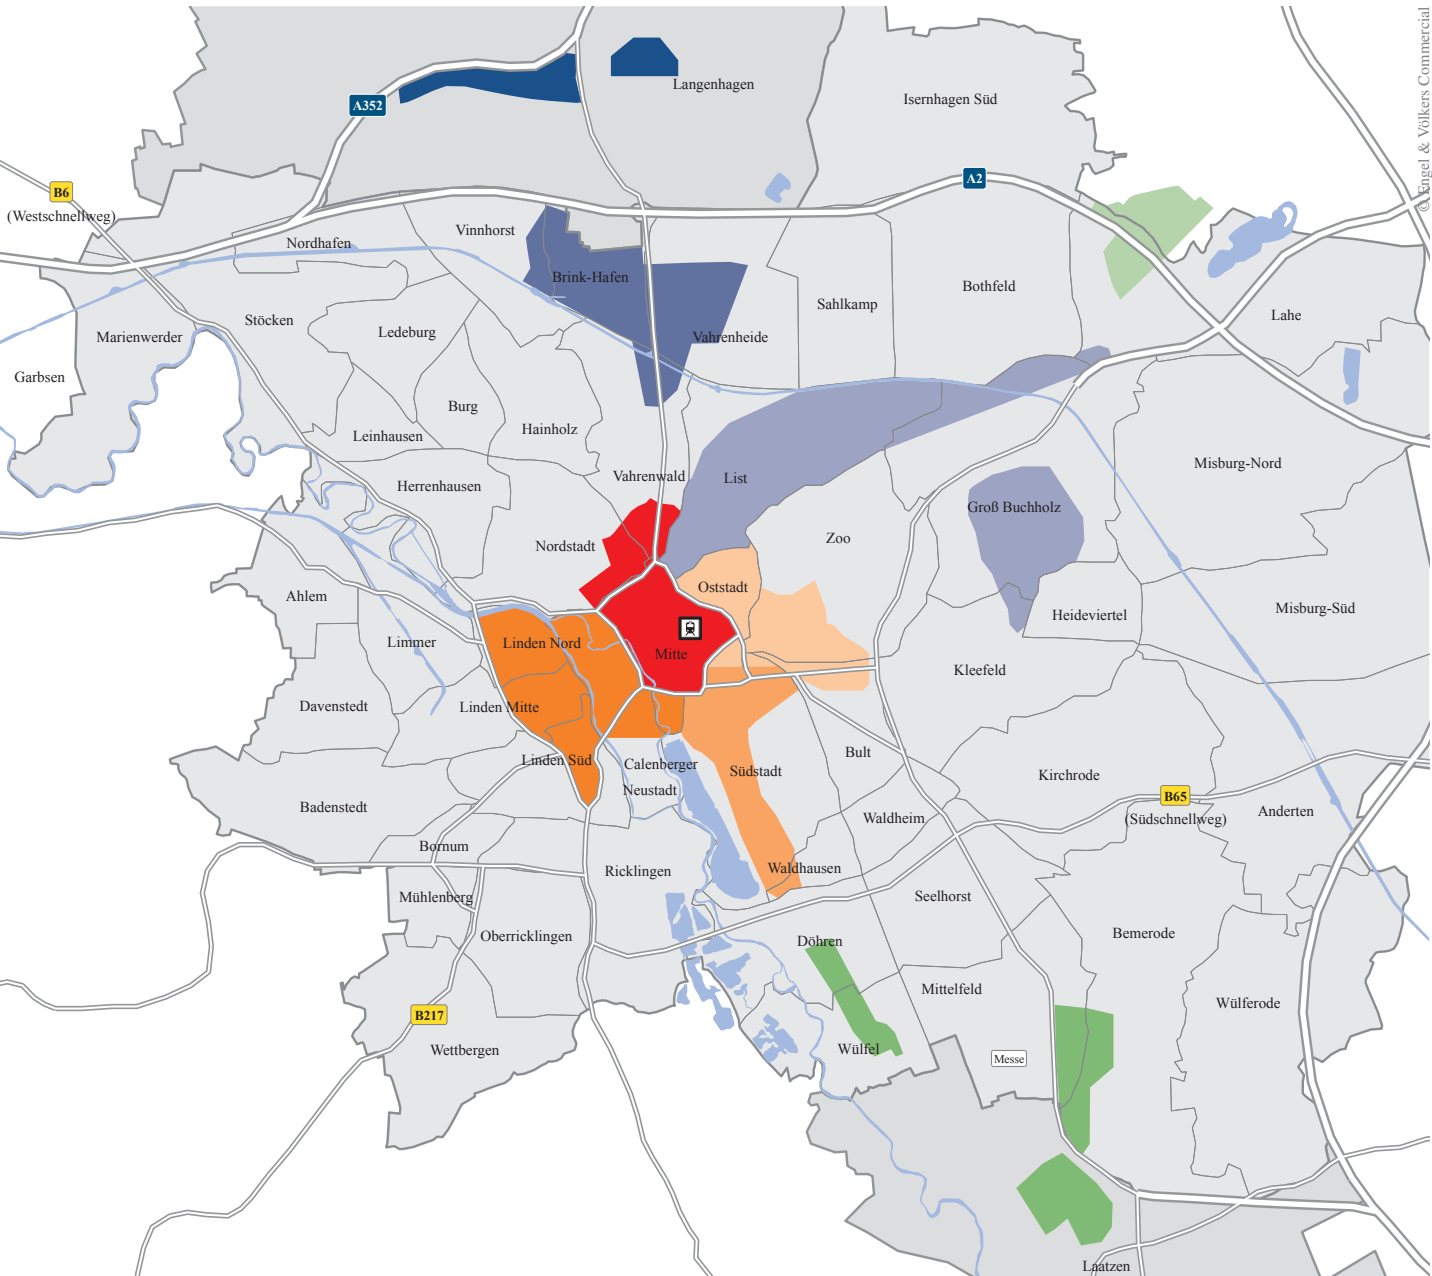 © Engel & Völkers Commercial
Langenhagen
Isernhagen Süd
A352
A2
B6
(Westschnellweg)
Nordhafen
Vinnhorst
Brink-Hafen
Bothfeld
Sahlkamp
Lahe
Stöcken
Marienwerder
Ledeburg
Vahrenheide
Garbsen
Burg
Leinhausen
Hainholz
Misburg-Nord
Vahrenwald
List
Herrenhausen
Groß Buchholz
Nordstadt
Zoo
Oststadt
Ahlem
Misburg-Süd
Heideviertel
Limmer
Linden Nord
Mitte
Kleefeld
Davenstedt
Linden Mitte
Linden Süd
Calenberger
Neustadt
Südstadt
Bult
Kirchrode
B65
(Südschnellweg)
Anderten
Badenstedt
Waldheim
Bornum
Ricklingen
Waldhausen
Mühlenberg
Seelhorst
Oberricklingen
Döhren
Bemerode
Mittelfeld
Wülferode
B217
Wettbergen
Wülfel
Messe
Laatzen